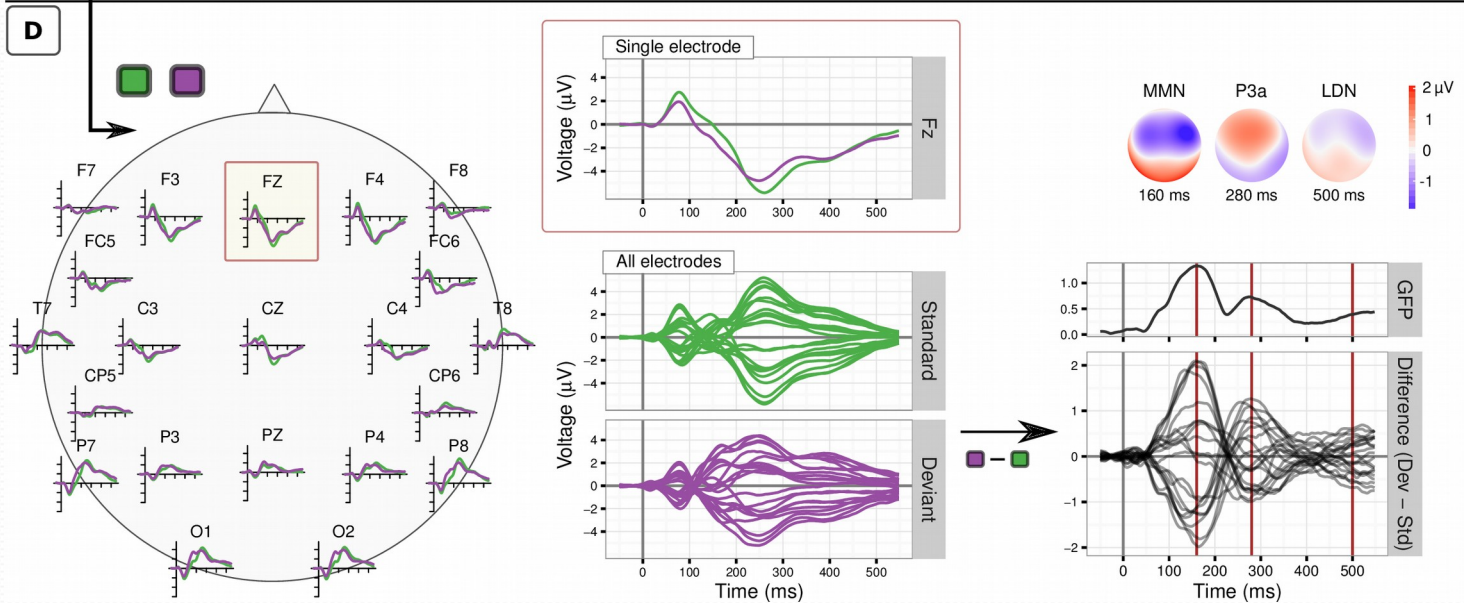 D
F7 F3 FZ F4 F8
FC5 FC6
T7 C3 CZ C4 T8
CP5 CP6
P7 P3 PZ P4 P8
O1 O2
Single electrode
Voltage (μV)
4
2
0
−2
−4
0 100 200 300 400 500
Fz
All electrodes
Voltage (μV)
4
2
0
−2
−4
Standard
4
2
0
−2
−4
Deviant
0 100 200 300 400 500
Time (ms)
MMN P3a LDN
160 ms 280 ms 500 ms
2 μV
1
0
-1
1.0
0.5
0.0
GFP
2
1
0
−1
−2
Difference (Dev − Std)
0 100 200 300 400 500
Time (ms)